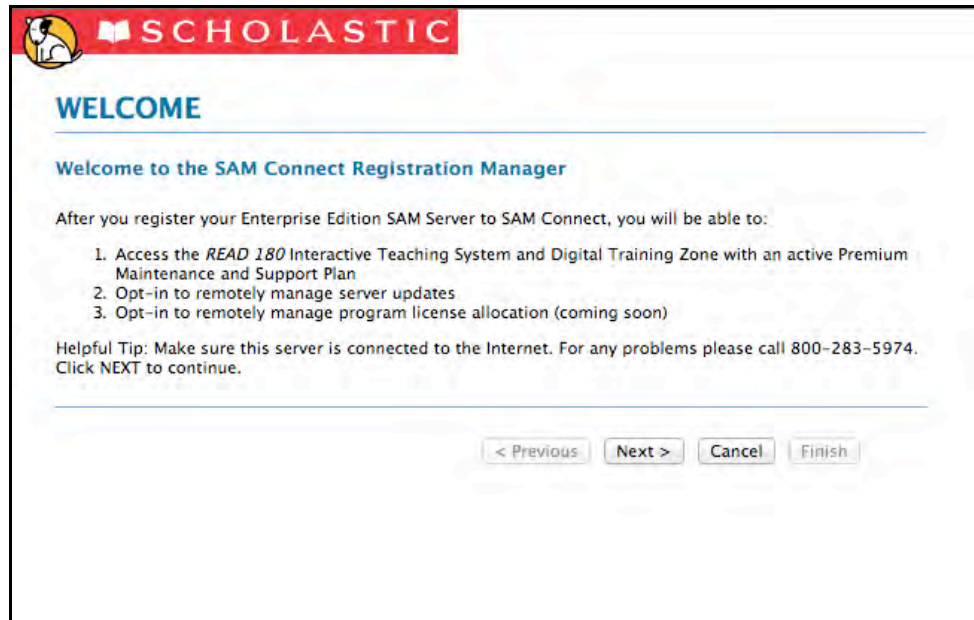 SCHOLASTIC
WELCOME
Welcome to the SAM Connect Registration Manager
After you register your Enterprise Edition SAM Server to SAM Connect, you will be able to:
1. Access the READ 180 Interactive Teaching System and Digital Training Zone with an active Premium
Maintenance and Support Plan
2. Opt-in to remotely manage server updates
3. Opt-in to remotely manage program license allocation (coming soon)
Helpful Tip: Make sure this server is connected to the Internet. For any problems please call 800-283-5974.
Click NEXT to continue.
< Previous Next > Cancel Finish